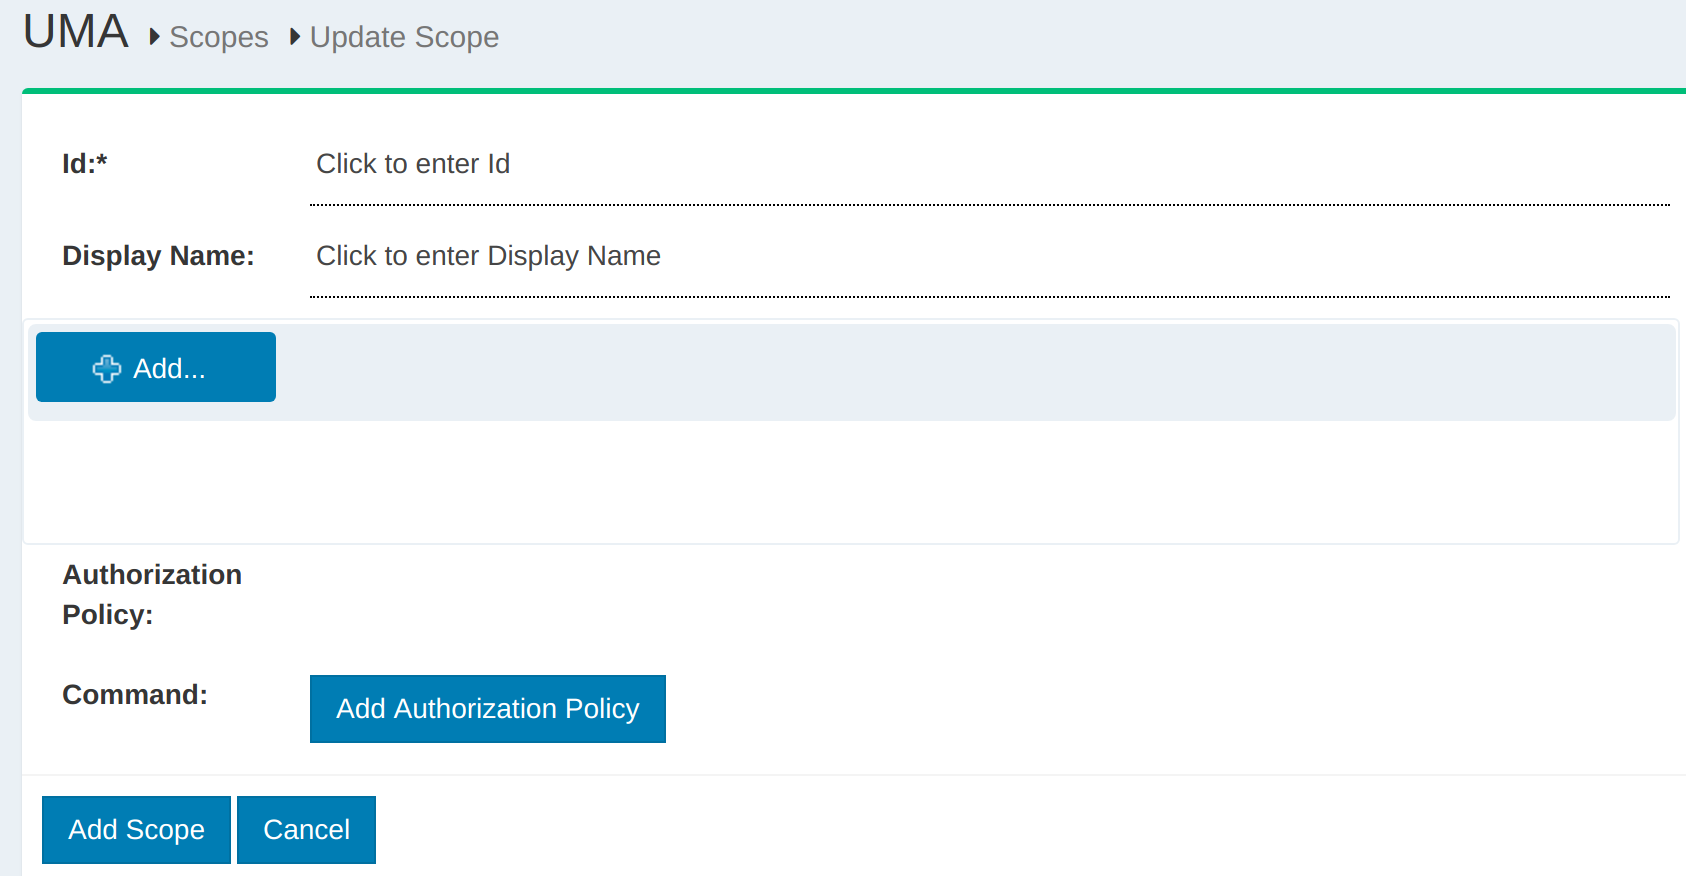 UMA Scopes Update Scope
Id:* Click to enter Id
Display Name: Click to enter Display Name
Add...
Authorization
Policy:
Command: Add Authorization Policy
Add Scope Cancel